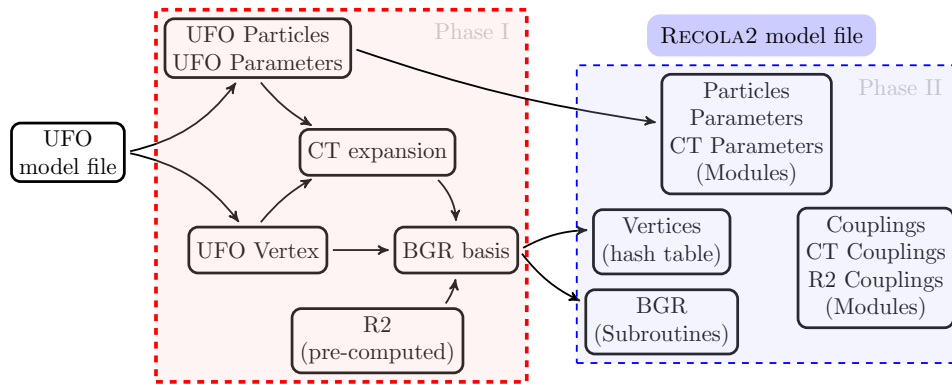 UFO Particles
UFO Parameters
Phase I
RECOLA2 model file
Phase II
Particles
Parameters
CT Parameters
(Modules)
UFO
model file
CT expansion
UFO Vertex
BGR basis
Vertices
(hash table)
Couplings
CT Couplings
R2 Couplings
(Modules)
R2
(pre-computed)
BGR
(Subroutines)